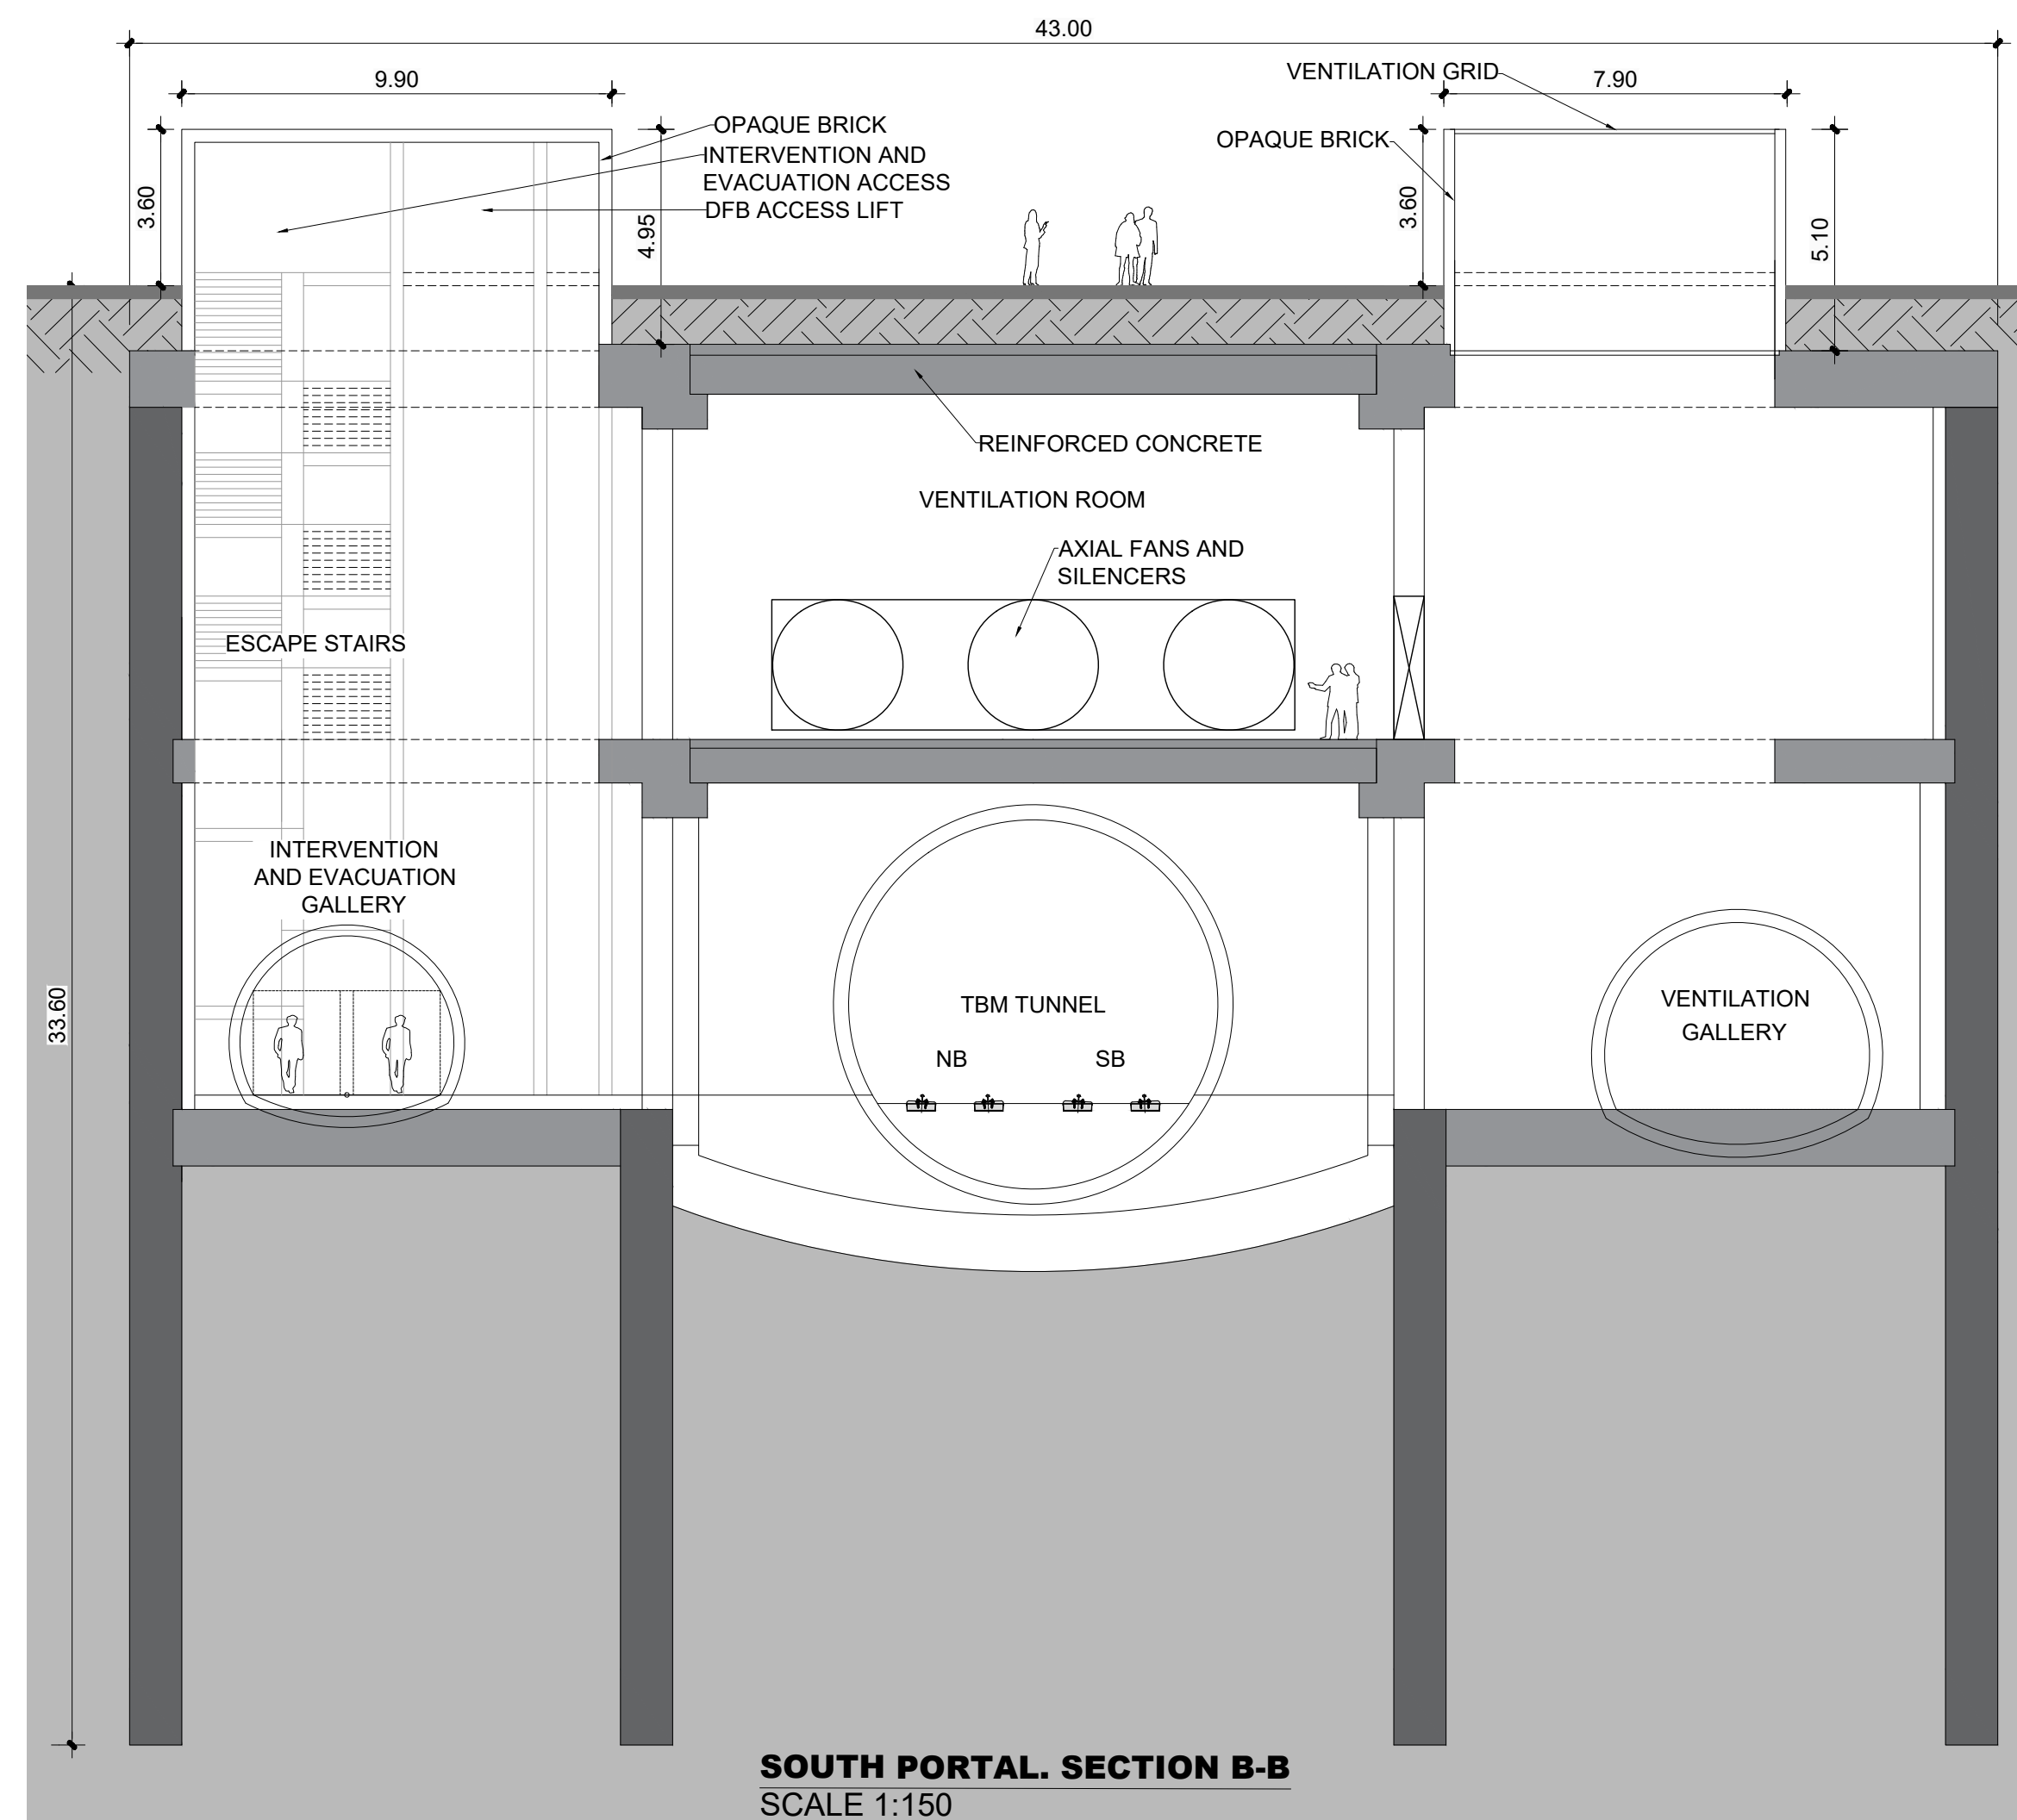 43.00
9.90
VENTILATION GRID
7.90
OPAQUE BRICK
INTERVENTION AND
EVACUATION ACCESS
DFB ACCESS LIFT
OPAQUE BRICK
3.60
4.95
3.60
5.10
REINFORCED CONCRETE
VENTILATION ROOM
AXIAL FANS AND
SILENCERS
ESCAPE STAIRS
INTERVENTION
AND EVACUATION
GALLERY
33.60
TBM TUNNEL
NB
SB
VENTILATION
GALLERY
SOUTH PORTAL. SECTION B-B
SCALE 1:150